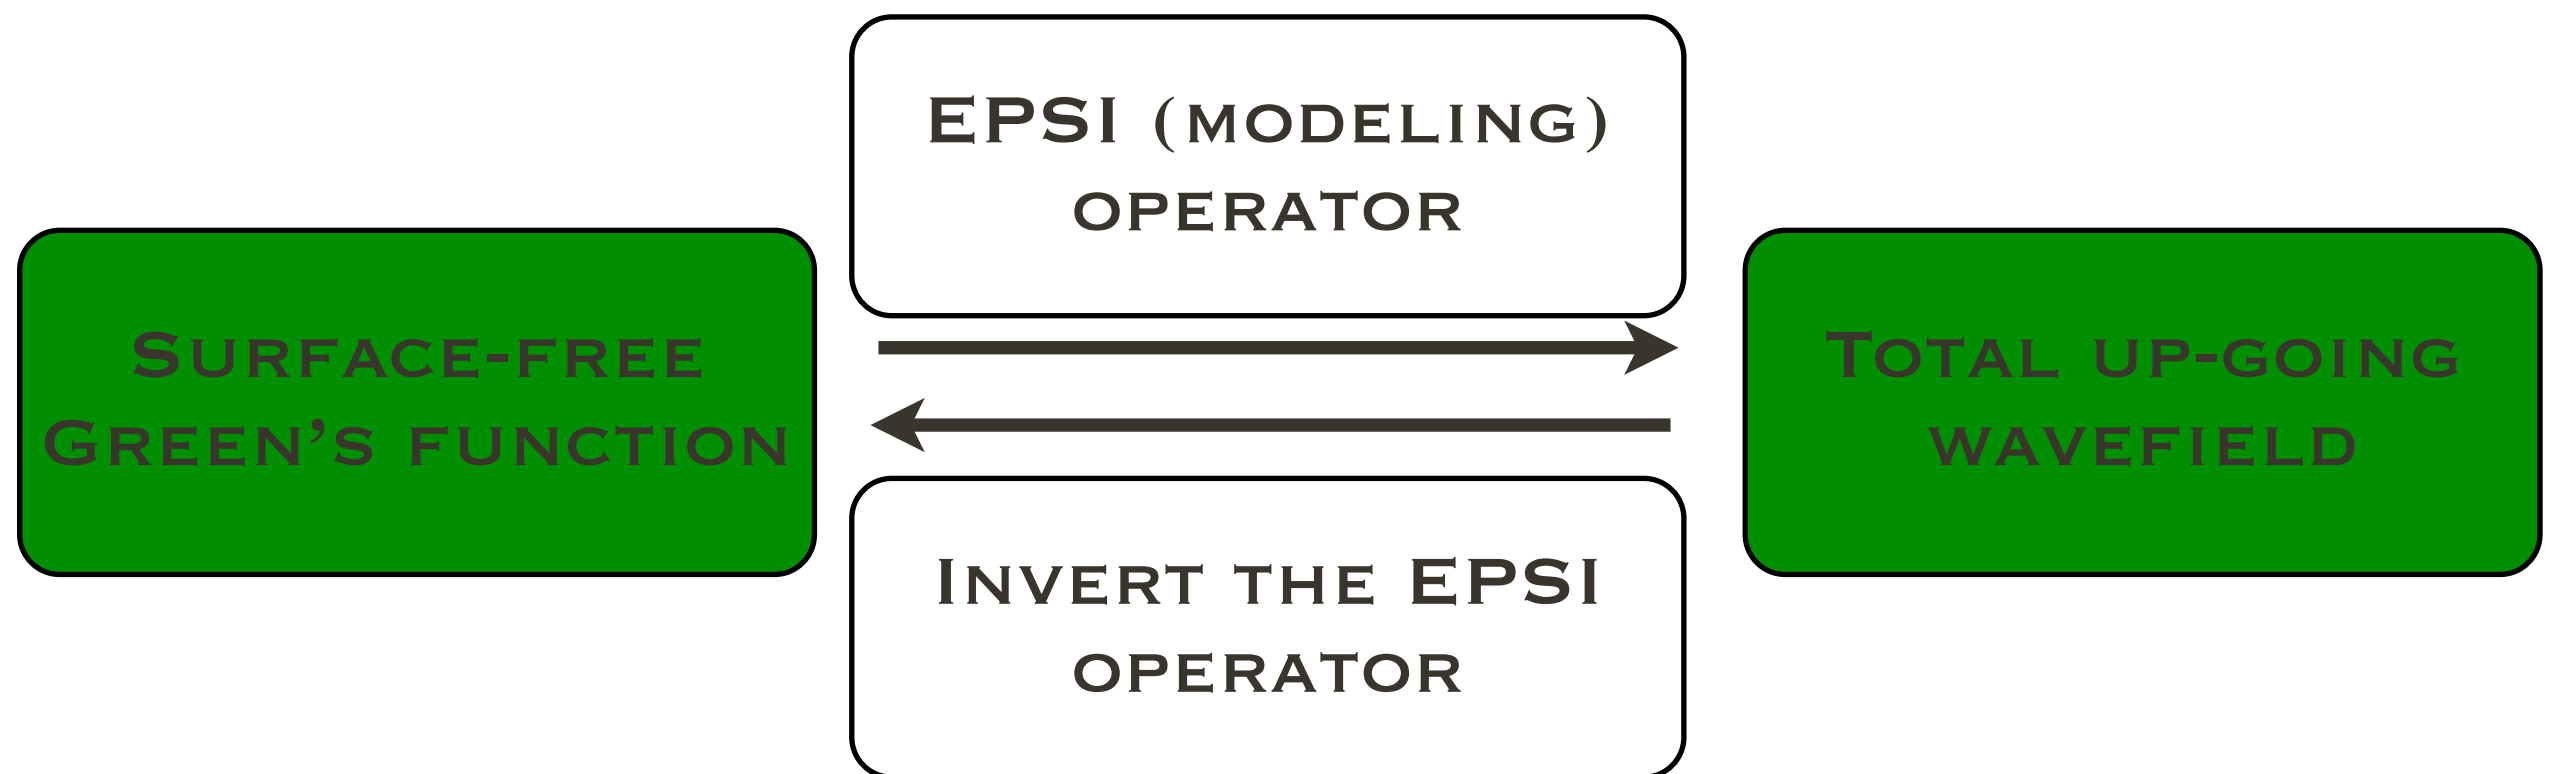 EPSI (modeling)
operator
Surface-free
Green’s function
Total up-going
wavefield
Invert the EPSI
operator